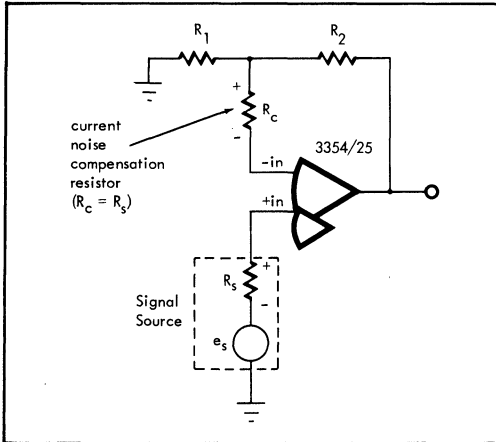 R1
R2
+
Rc
-
current
noise
compensation
resistor
(Rc = Rs)
3354/25
-in
+in
Signal
Source
+
Rs
-
es